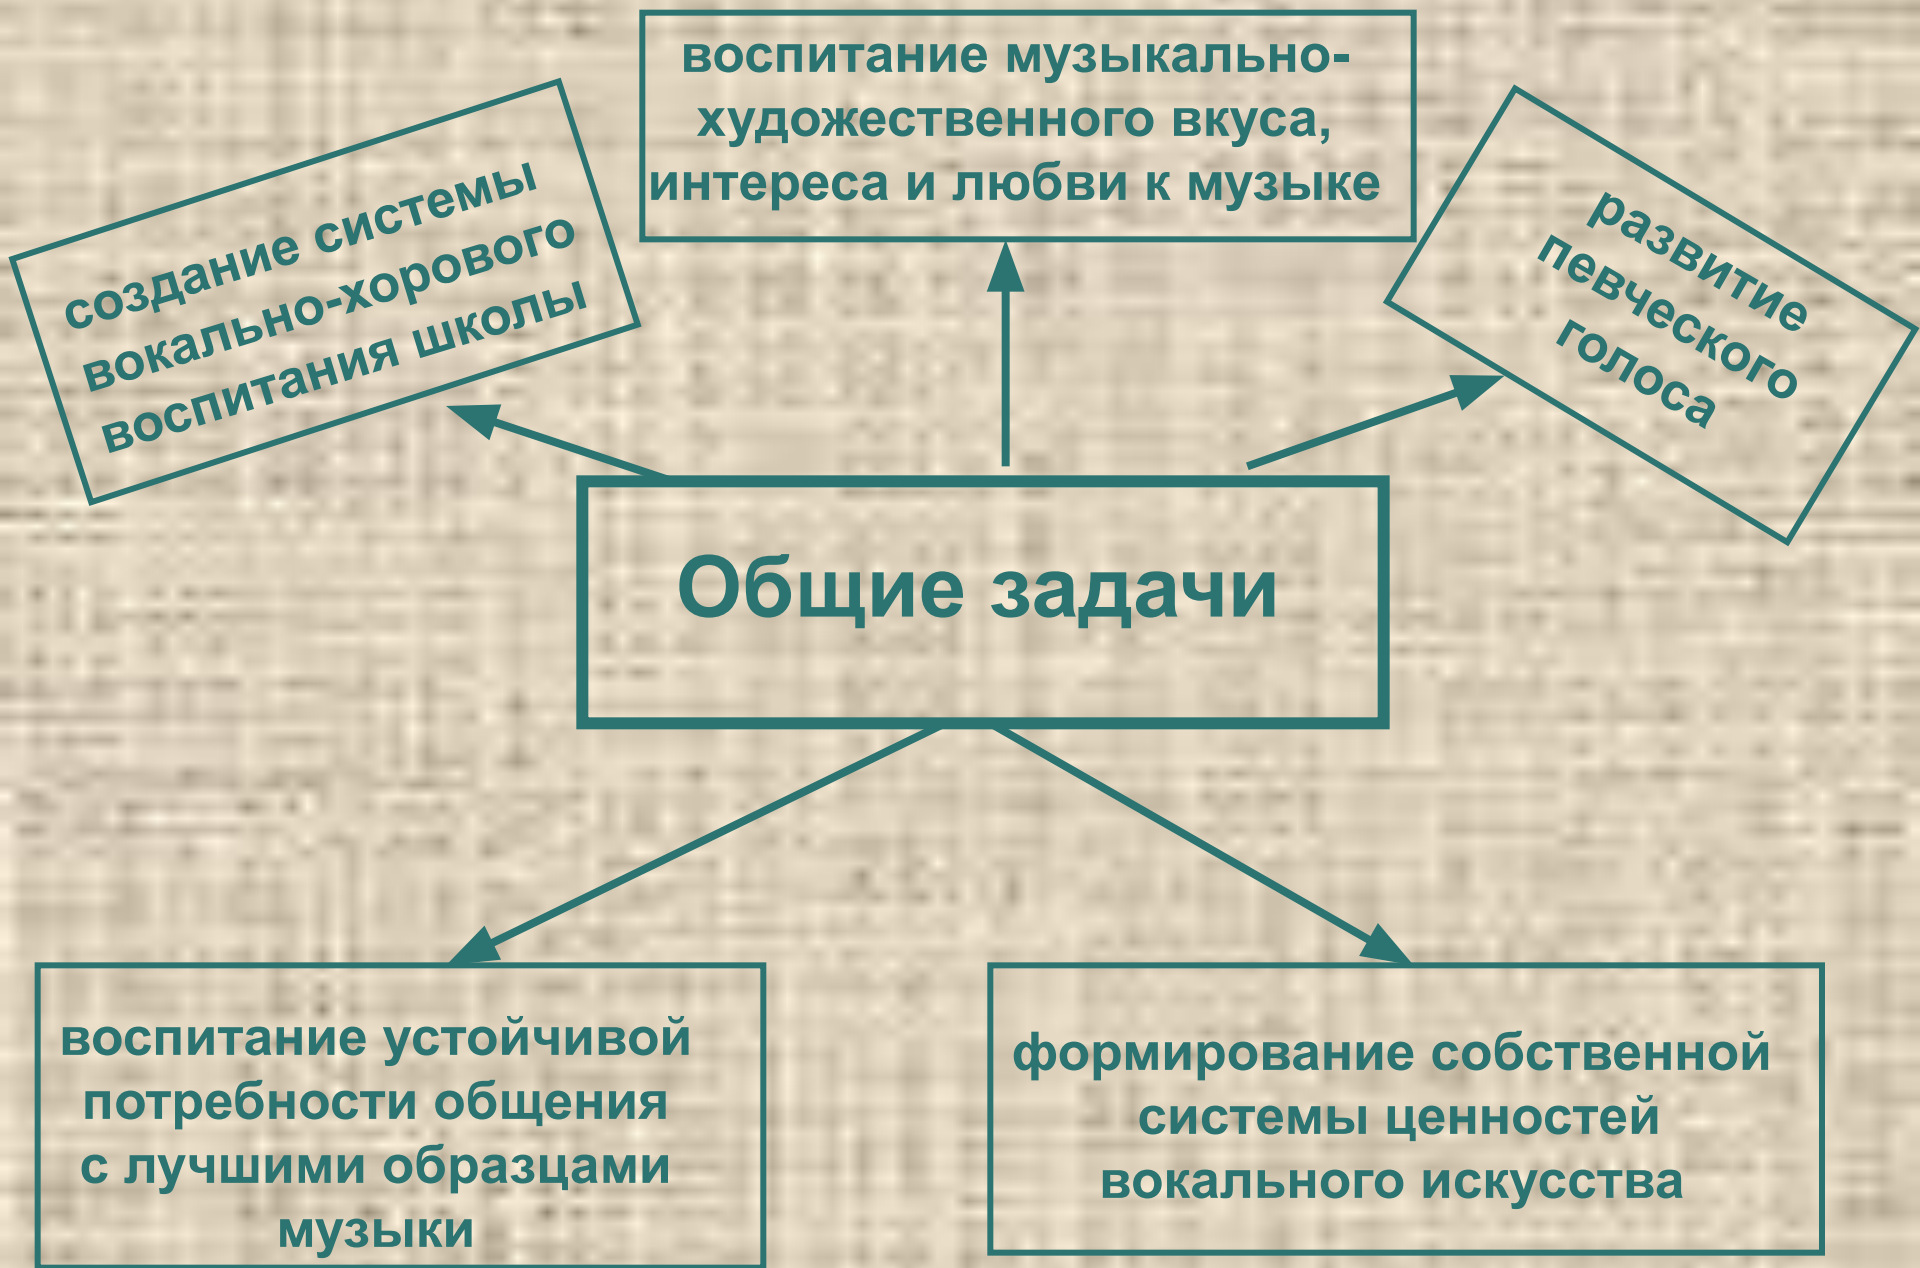 воспитание музыкально-
художественного вкуса,
интереса и любви к музыке
создание системы
вокально-хорового
воспитания школы
развитие
певческого
голоса
Общие задачи
воспитание устойчивой
потребности общения
с лучшими образцами
музыки
формирование собственной
системы ценностей
вокального искусства